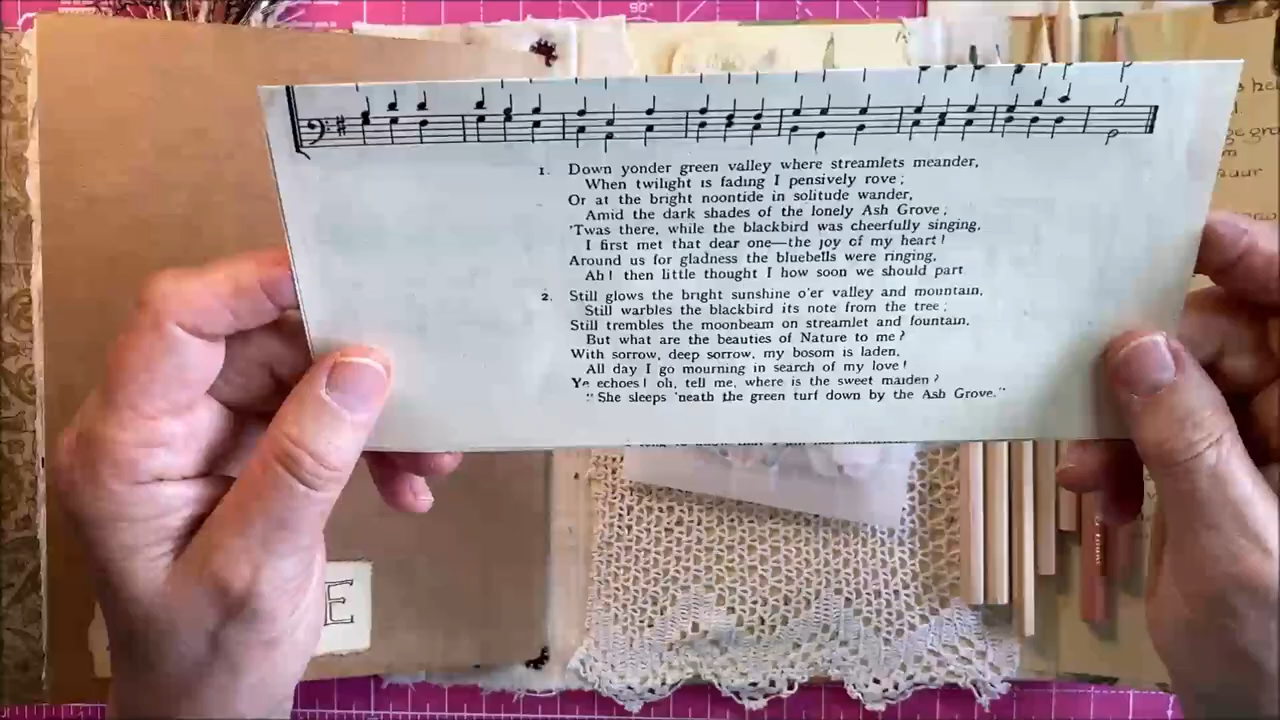 90°
1. Down yonder green valley where streamlets meander,
When twilight is fading I pensively rove;
Or at the bright noontide in solitude wander,
Amid the dark shades of the lonely Ash Grove;
'Twas there, while the blackbird was cheerfully singing,
I first met that dear one—the joy of my heart!
Around us for gladness the bluebells were ringing,
Ah! then little thought I how soon we should part
2. Still glows the bright sunshine o'er valley and mountain,
Still warbles the blackbird its note from the tree;
Still trembles the moonbeam on streamlet and fountain,
But what are the beauties of Nature to me?
With sorrow, deep sorrow, my bosom is laden,
All day I go mourning in search of my love!
Ye echoes! oh, tell me, where is the sweet maiden?
"She sleeps 'neath the green turf down by the Ash Grove."
E